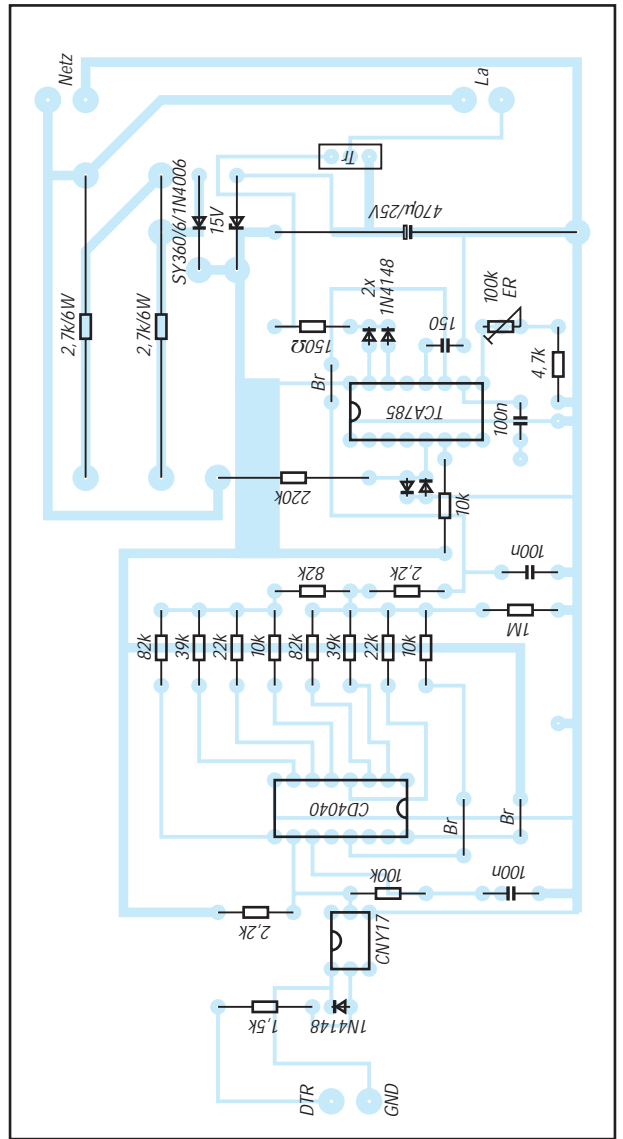 Netz
La
Tr
SY360/6/1N4006
15V
470µ/25V
2,7k/6W
2,7k/6W
2x
1N4148
150Ω
150
100k
ER
4,7k
Br
TCA785
100n
220k
10k
82k
2,2k
100n
82k
39k
22k
10k
82k
39k
22k
10k
1M
CD4040
Br
Br
2,2k
100k
100n
CNY17
1,5k
1N4148
DTR
GND